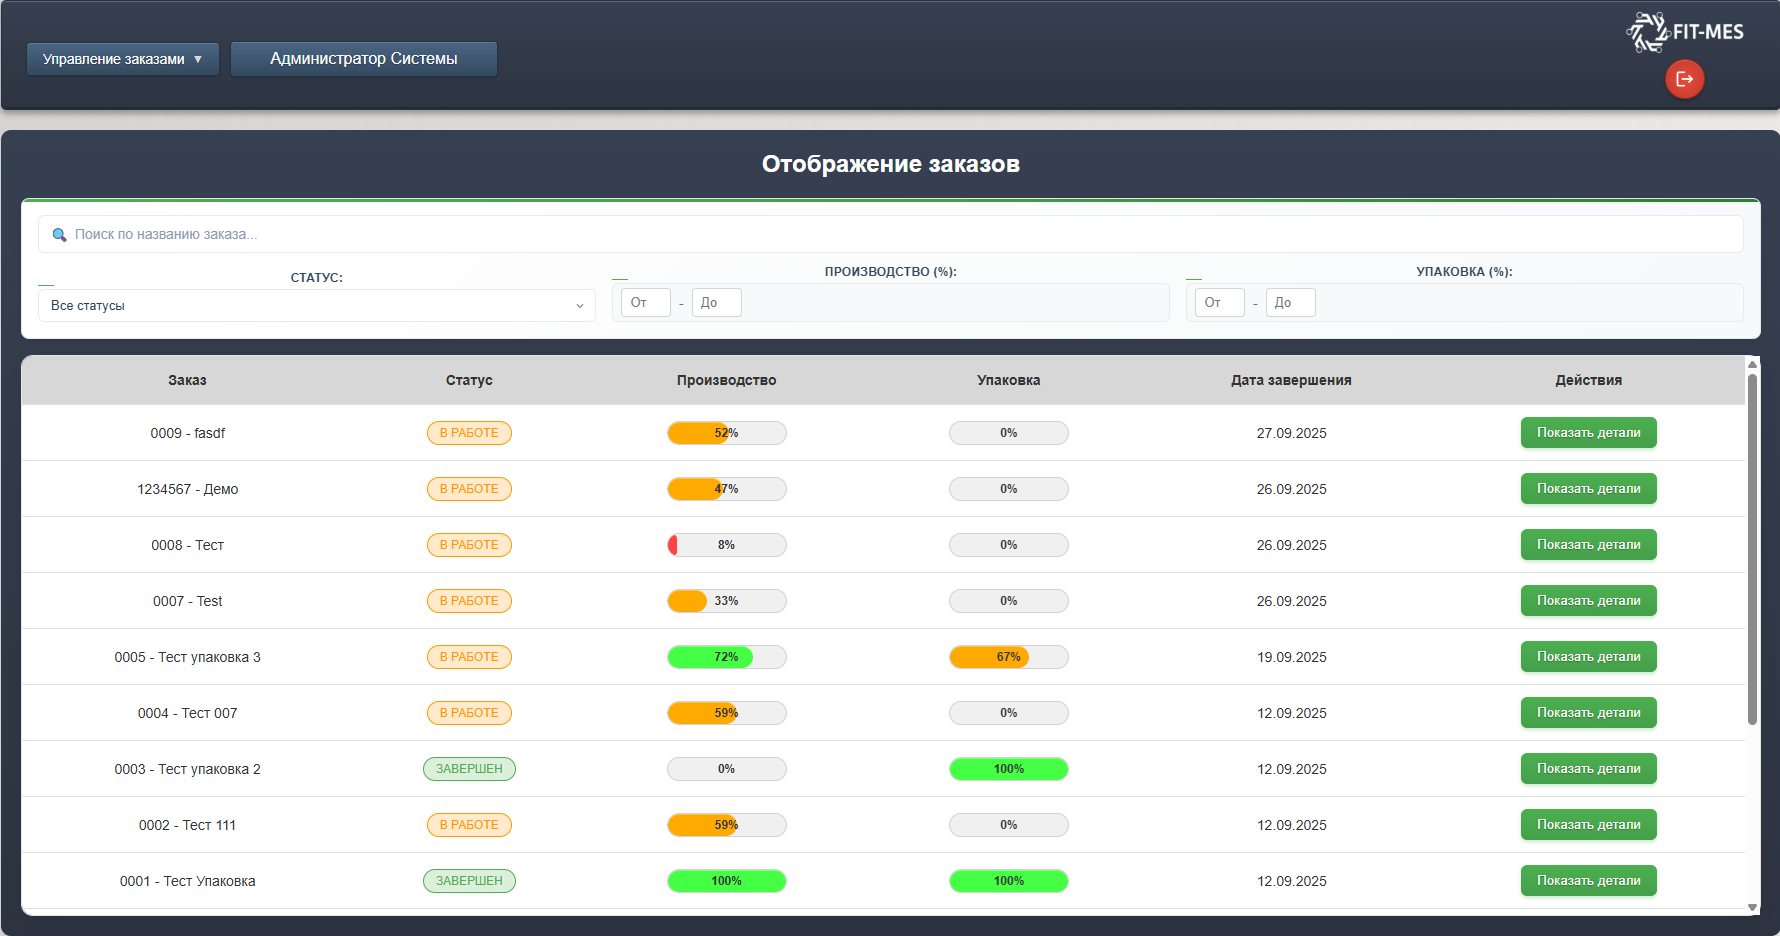 Управление заказами ▼ Администратор Системы
FIT-MES
Отображение заказов
Поиск по названию заказа...
СТАТУС: ПРОИЗВОДСТВО (%): УПАКОВКА (%):
Все статусы От - До От - До
Заказ Статус Производство Упаковка Дата завершения Действия
0009 - fasdf В РАБОТЕ 52% 0% 27.09.2025 Показать детали
1234567 - Демо В РАБОТЕ 47% 0% 26.09.2025 Показать детали
0008 - Тест В РАБОТЕ 8% 0% 26.09.2025 Показать детали
0007 - Test В РАБОТЕ 33% 0% 26.09.2025 Показать детали
0005 - Тест упаковка 3 В РАБОТЕ 72% 67% 19.09.2025 Показать детали
0004 - Тест 007 В РАБОТЕ 59% 0% 12.09.2025 Показать детали
0003 - Тест упаковка 2 ЗАВЕРШЕН 0% 100% 12.09.2025 Показать детали
0002 - Тест 111 В РАБОТЕ 59% 0% 12.09.2025 Показать детали
0001 - Тест Упаковка ЗАВЕРШЕН 100% 100% 12.09.2025 Показать детали